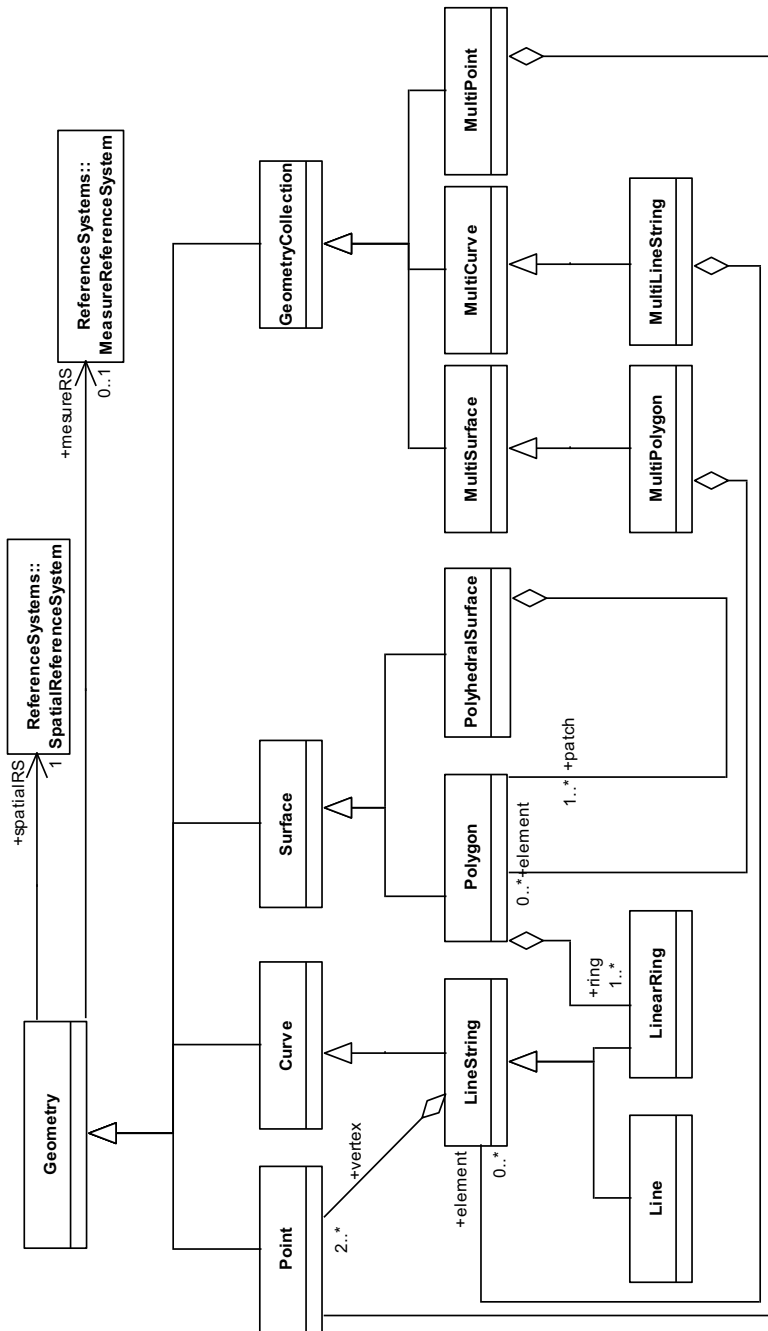 Geometry
+spatialRS
1
ReferenceSystems::
SpatialReferenceSystem
+mesureRS
0..1
ReferenceSystems::
MeasureReferenceSystem
Point
Curve
Surface
GeometryCollection
+vertex
2..*
LineString
Polygon
PolyhedralSurface
MultiSurface
MultiCurve
MultiPoint
+element
0..*
+ring
1..*
0..*+element
1..* +patch
Line
LinearRing
MultiPolygon
MultiLineString